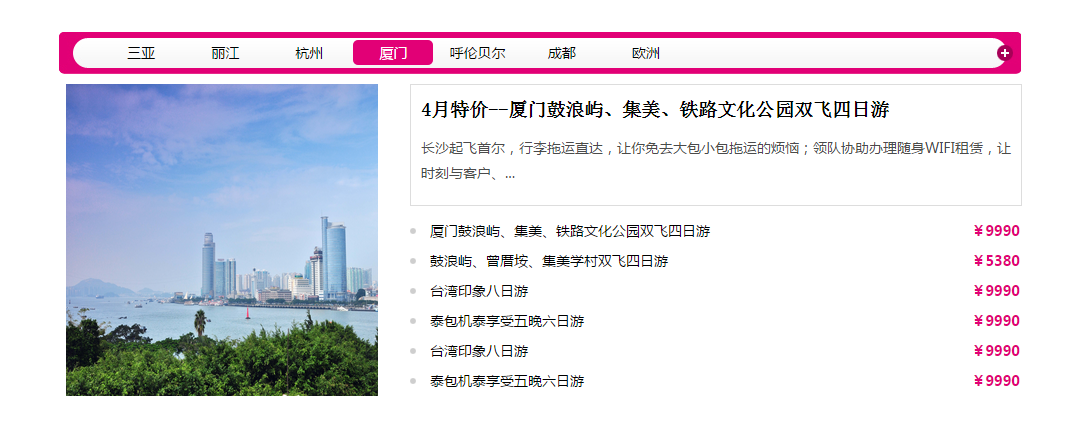 三亚 丽江 杭州 厦门 呼伦贝尔 成都 欧洲
4月特价--厦门鼓浪屿、集美、铁路文化公园双飞四日游
长沙起飞首尔，行李拖运直达，让你免去大包小包拖运的烦恼；领队协助办理随身WIFI租赁，让
时刻与客户、...
厦门鼓浪屿、集美、铁路文化公园双飞四日游 ¥9990
鼓浪屿、曾厝垵、集美学村双飞四日游 ¥5380
台湾印象八日游 ¥9990
泰包机泰享受五晚六日游 ¥9990
台湾印象八日游 ¥9990
泰包机泰享受五晚六日游 ¥9990